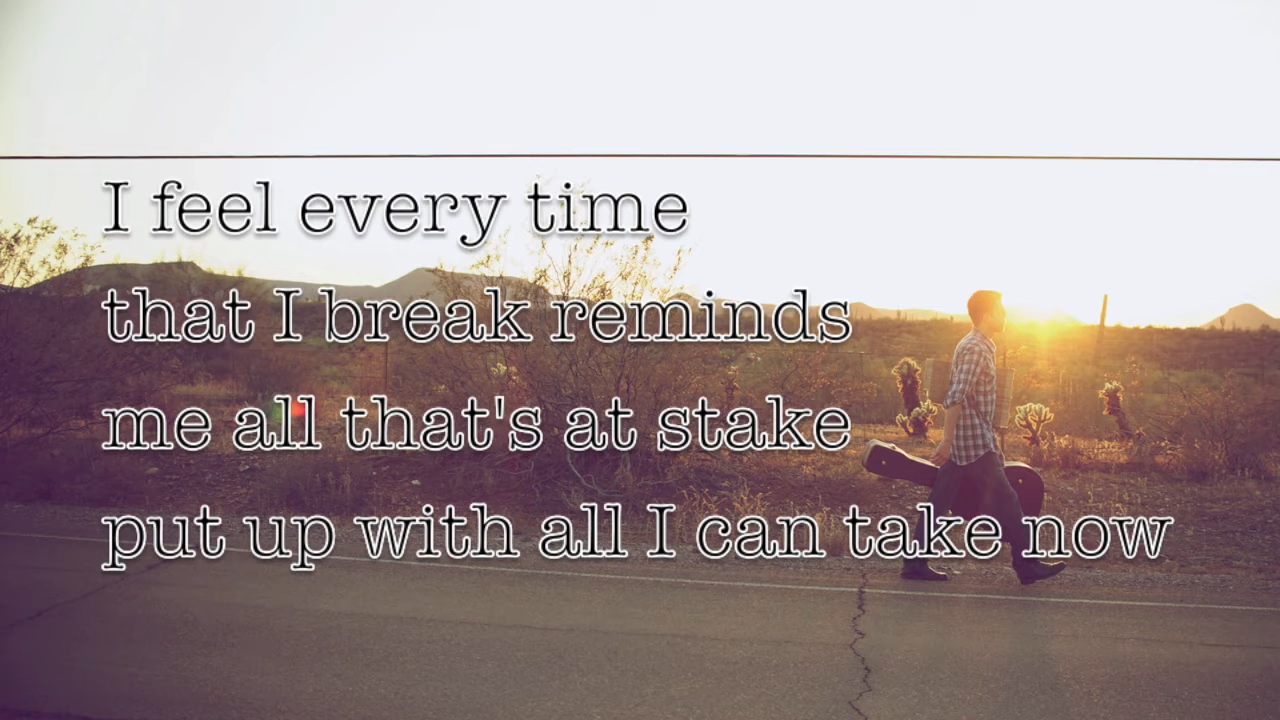 I feel every time
that I break reminds
me all that's at stake
put up with all I can take now